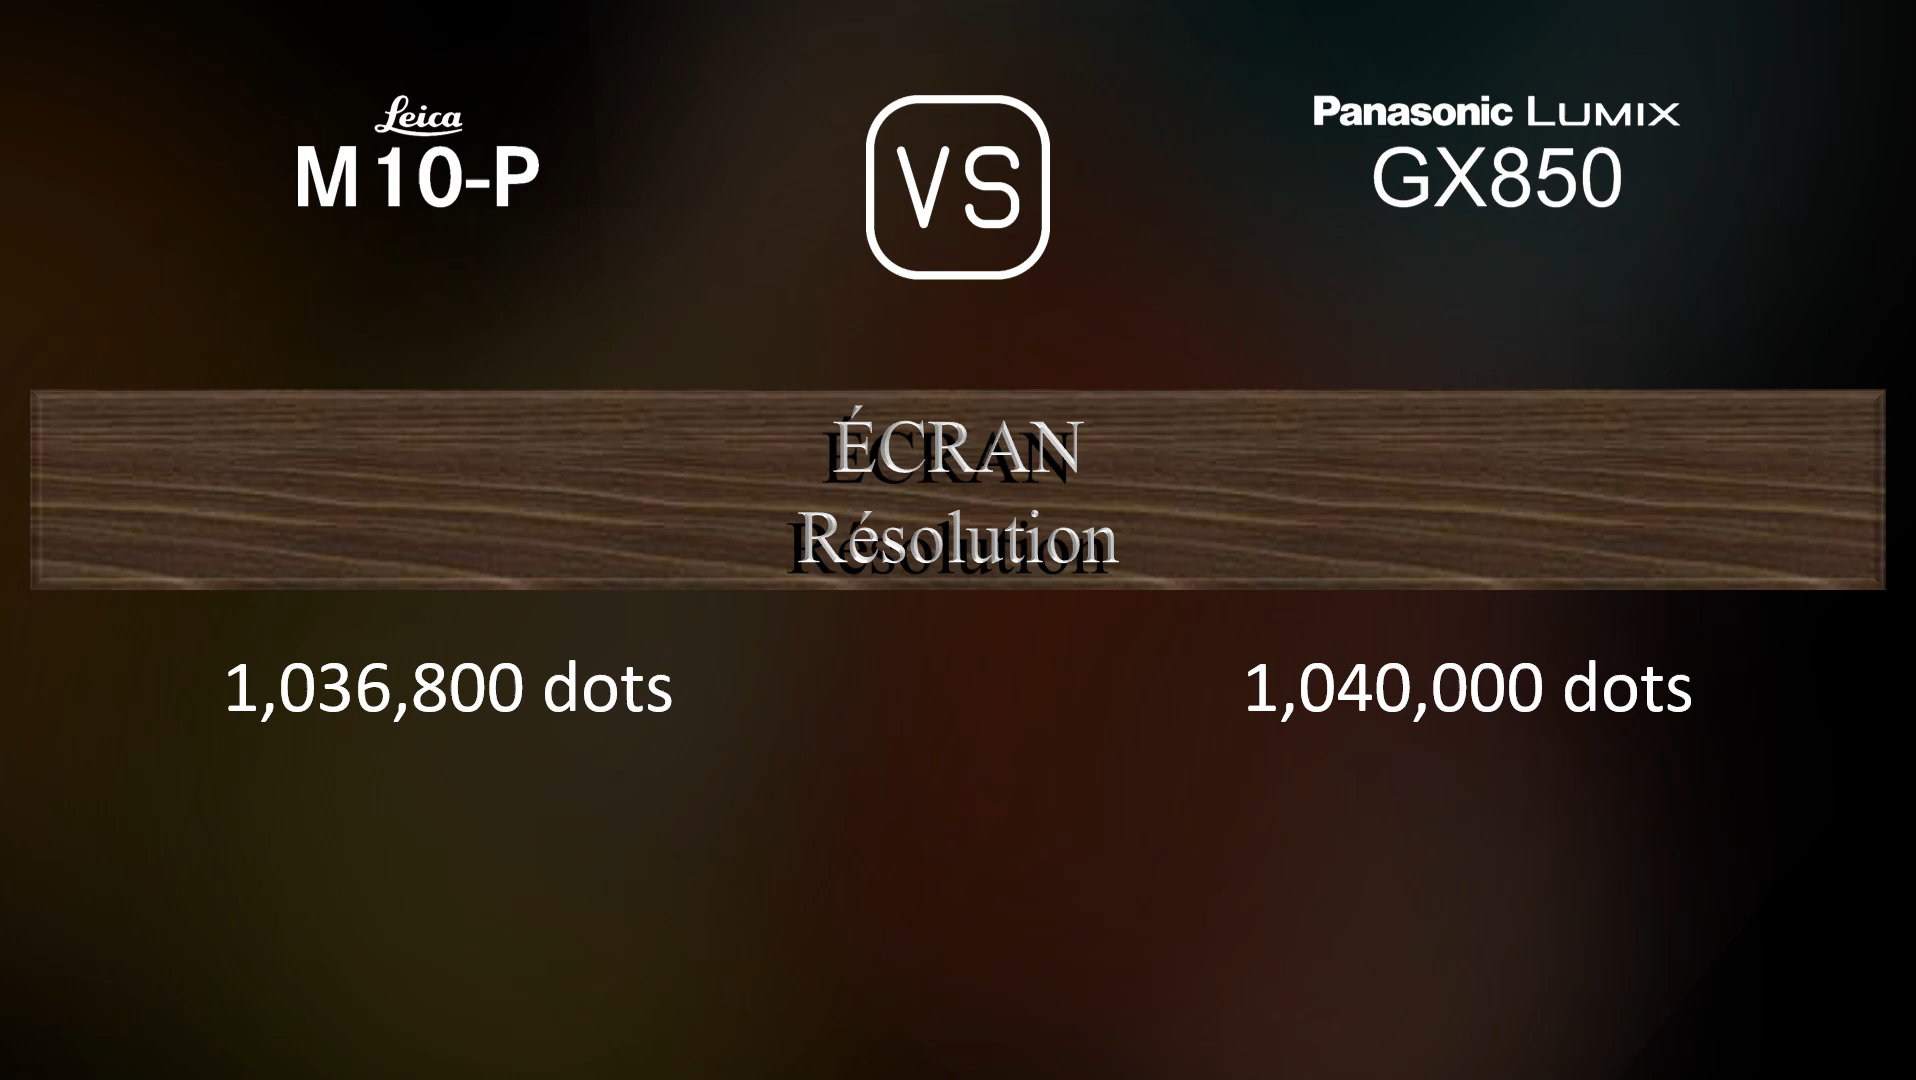 Leica
M10-P
VS
Panasonic LUMIX
GX850
ÉCRAN
Résolution
1,036,800 dots
1,040,000 dots